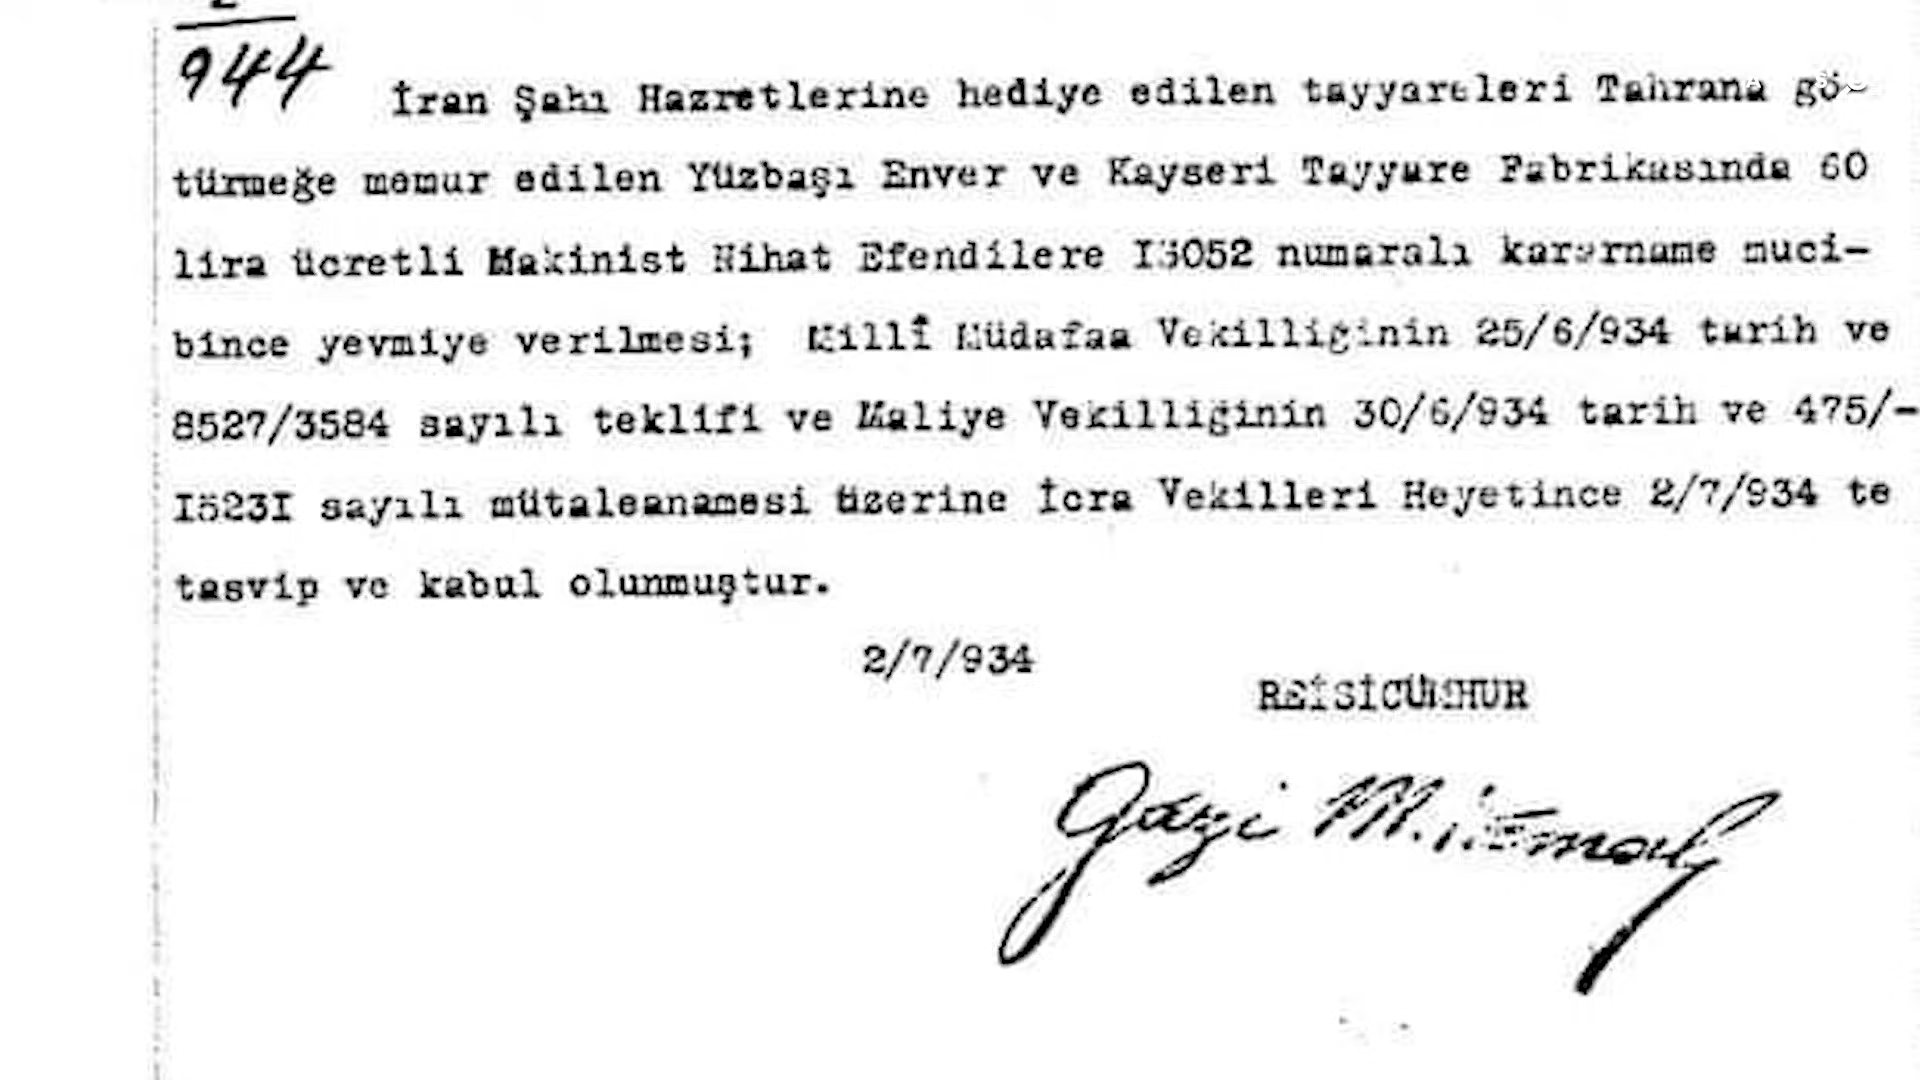 944
İran Şahı Hazretlerine hediye edilen tayyareleri Tahrana gö-
türmeğe memur edilen Yüzbaşı Enver ve Kayseri Tayyare Fabrikasında 60
lira ücretli Makinist Nihat Efendilere I3052 numaralı kararname muci-
bince yevmiye verilmesi; Millî Müdafaa Vekilliğinin 25/6/934 tarih ve
8527/3584 sayılı teklifi ve Maliye Vekilliğinin 30/6/934 tarih ve 475/-
I523I sayılı mütaleanamesi üzerine İcra Vekilleri Heyetince 2/7/934 te
tasvip ve kabul olunmuştur.
2/7/934
REİSİCÜMHUR
Gazi M. Kemal